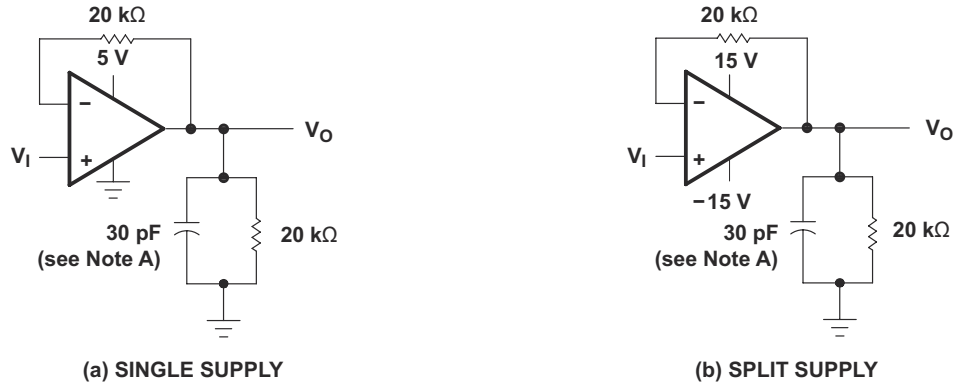 20 kΩ
5 V
−
V_I
+
V_O
30 pF
(see Note A)
20 kΩ
(a) SINGLE SUPPLY
20 kΩ
15 V
−
V_I
+
−15 V
V_O
30 pF
(see Note A)
20 kΩ
(b) SPLIT SUPPLY